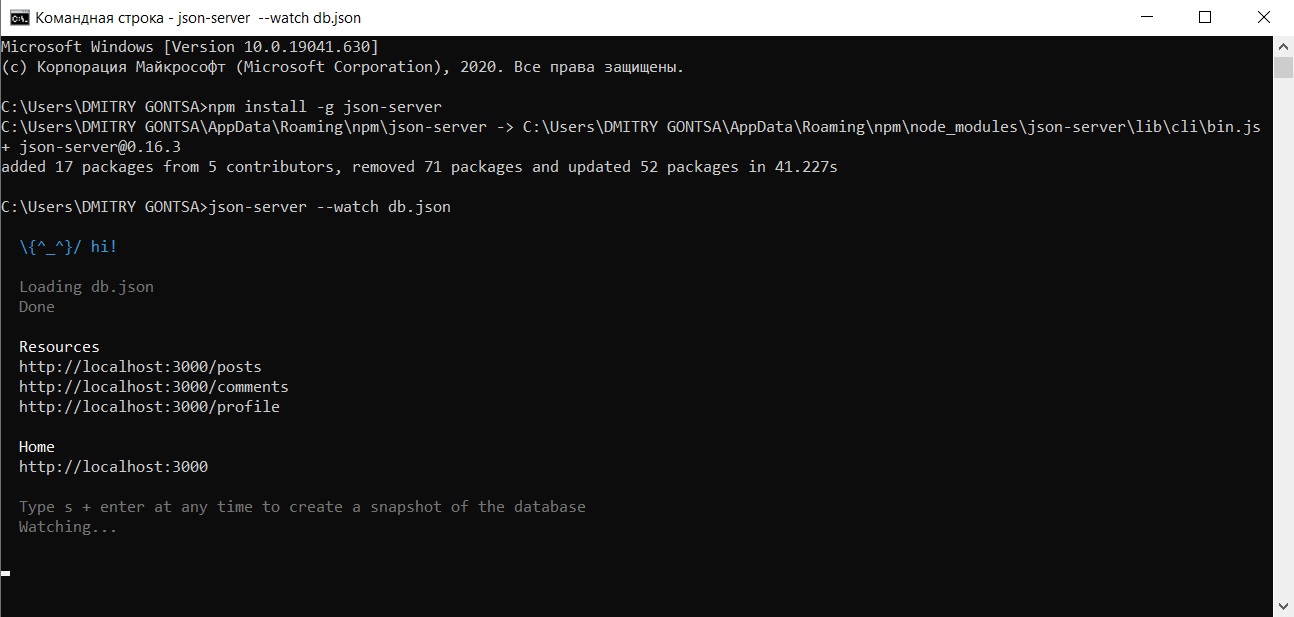 Командная строка - json-server  --watch db.json
Microsoft Windows [Version 10.0.19041.630]
(c) Корпорация Майкрософт (Microsoft Corporation), 2020. Все права защищены.
C:\Users\DMITRY GONTSA>npm install -g json-server
C:\Users\DMITRY GONTSA\AppData\Roaming\npm\json-server -> C:\Users\DMITRY GONTSA\AppData\Roaming\npm\node_modules\json-server\lib\cli\bin.js
+ json-server@0.16.3
added 17 packages from 5 contributors, removed 71 packages and updated 52 packages in 41.227s
C:\Users\DMITRY GONTSA>json-server --watch db.json
\{^_^}/ hi!
Loading db.json
Done
Resources
http://localhost:3000/posts
http://localhost:3000/comments
http://localhost:3000/profile
Home
http://localhost:3000
Type s + enter at any time to create a snapshot of the database
Watching...